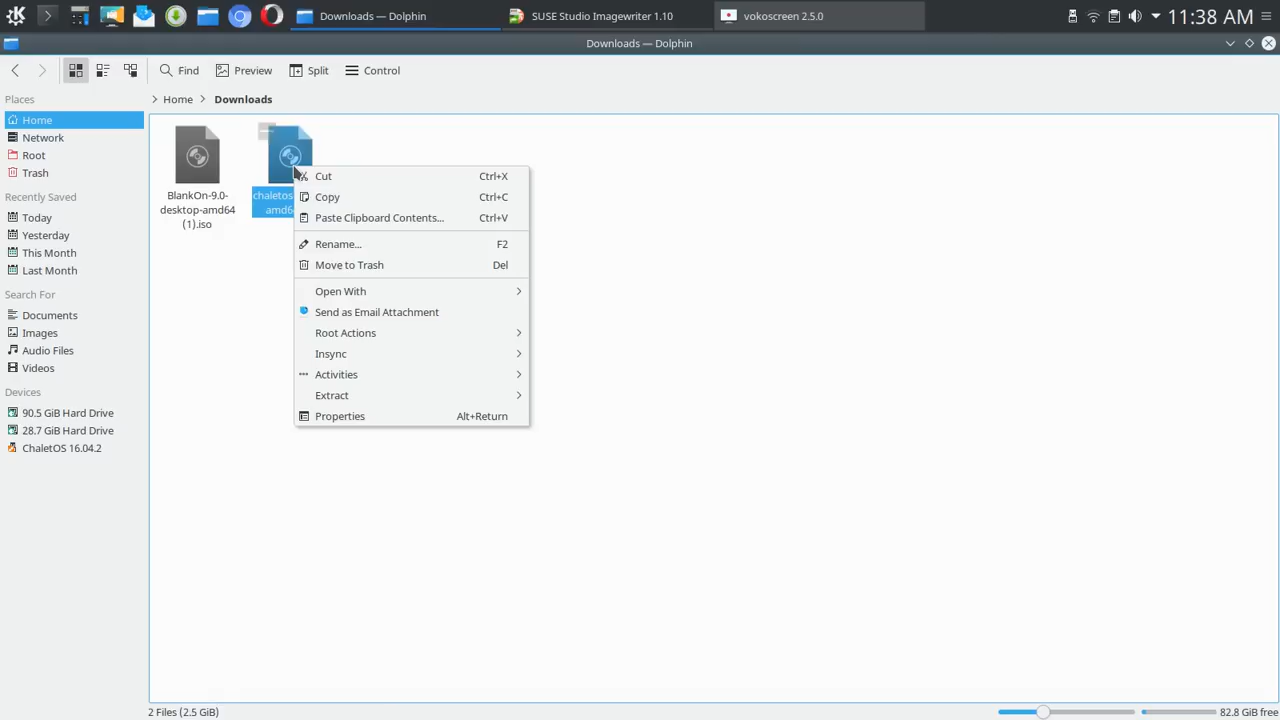 Downloads — Dolphin
SUSE Studio Imagewriter 1.10
vokoscreen 2.5.0
11:38 AM
Downloads — Dolphin
Find
Preview
Split
Control
Places
Home
Network
Root
Trash
Recently Saved
Today
Yesterday
This Month
Last Month
Search For
Documents
Images
Audio Files
Videos
Devices
90.5 GiB Hard Drive
28.7 GiB Hard Drive
ChaletOS 16.04.2
Home
Downloads
BlankOn-9.0-
desktop-amd64
(1).iso
chaletos
amd6
Cut Ctrl+X
Copy Ctrl+C
Paste Clipboard Contents... Ctrl+V
Rename... F2
Move to Trash Del
Open With
Send as Email Attachment
Root Actions
Insync
Activities
Extract
Properties Alt+Return
2 Files (2.5 GiB)
82.8 GiB free